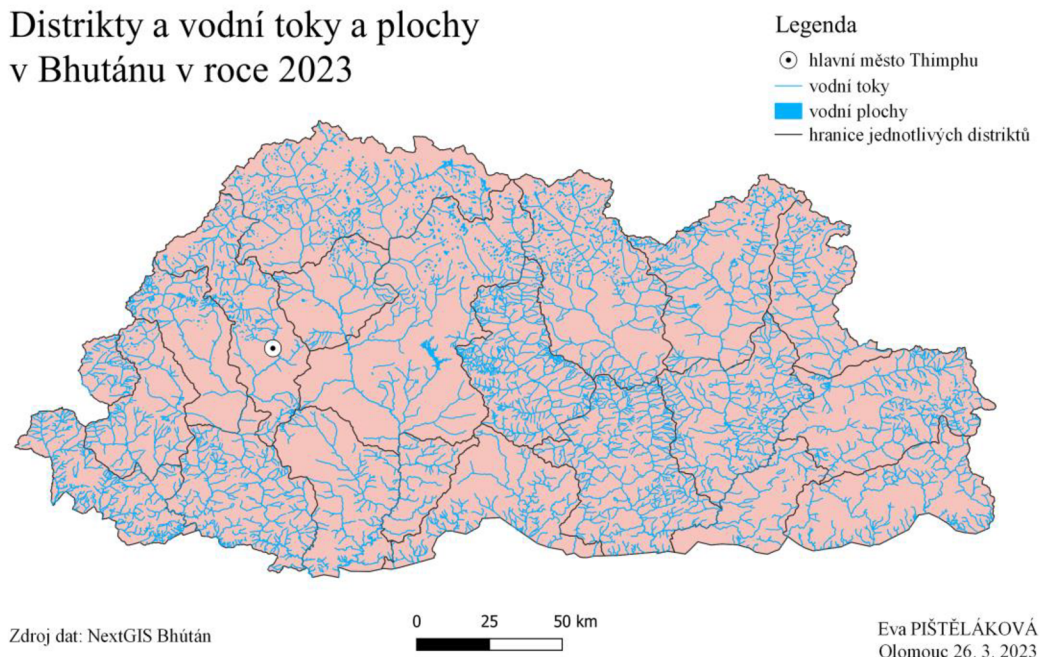 Distrikty a vodní toky a plochy
v Bhutánu v roce 2023
Legenda
hlavní město Thimphu
vodní toky
vodní plochy
hranice jednotlivých distriktů
0 25 50 km
Zdroj dat: NextGIS Bhútán
Eva PIŠTĚLÁKOVÁ
Olomouc 26. 3. 2023